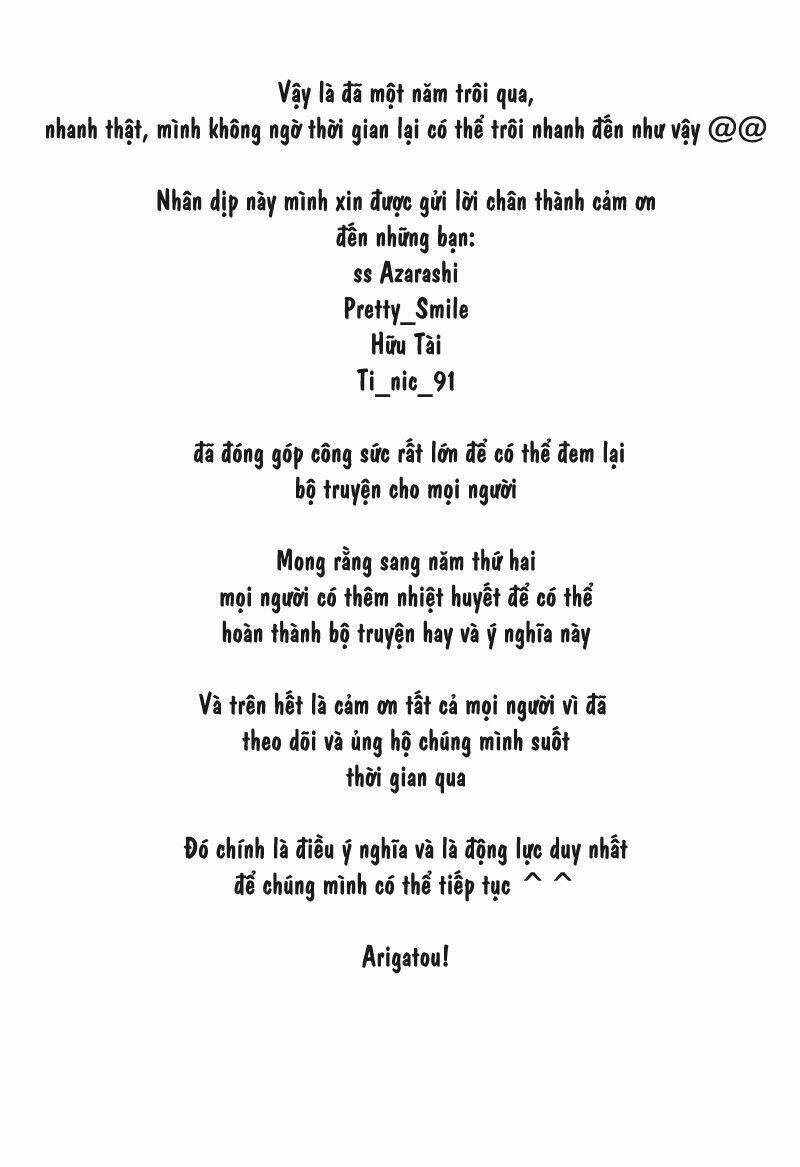 Vậy là đã một năm trôi qua,
nhanh thật, mình không ngờ thời gian lại có thể trôi nhanh đến như vậy @@
Nhân dịp này mình xin được gửi lời chân thành cảm ơn
đến những bạn:
ss Azarashi
Pretty_Smile
Hữu Tài
Ti_nic_91
đã đóng góp công sức rất lớn để có thể đem lại
bộ truyện cho mọi người
Mong rằng sang năm thứ hai
mọi người có thêm nhiệt huyết để có thể
hoàn thành bộ truyện hay và ý nghĩa này
Và trên hết là cảm ơn tất cả mọi người vì đã
theo dõi và ủng hộ chúng mình suốt
thời gian qua
Đó chính là điều ý nghĩa và là động lực duy nhất
để chúng mình có thể tiếp tục ^ ^
Arigatou!